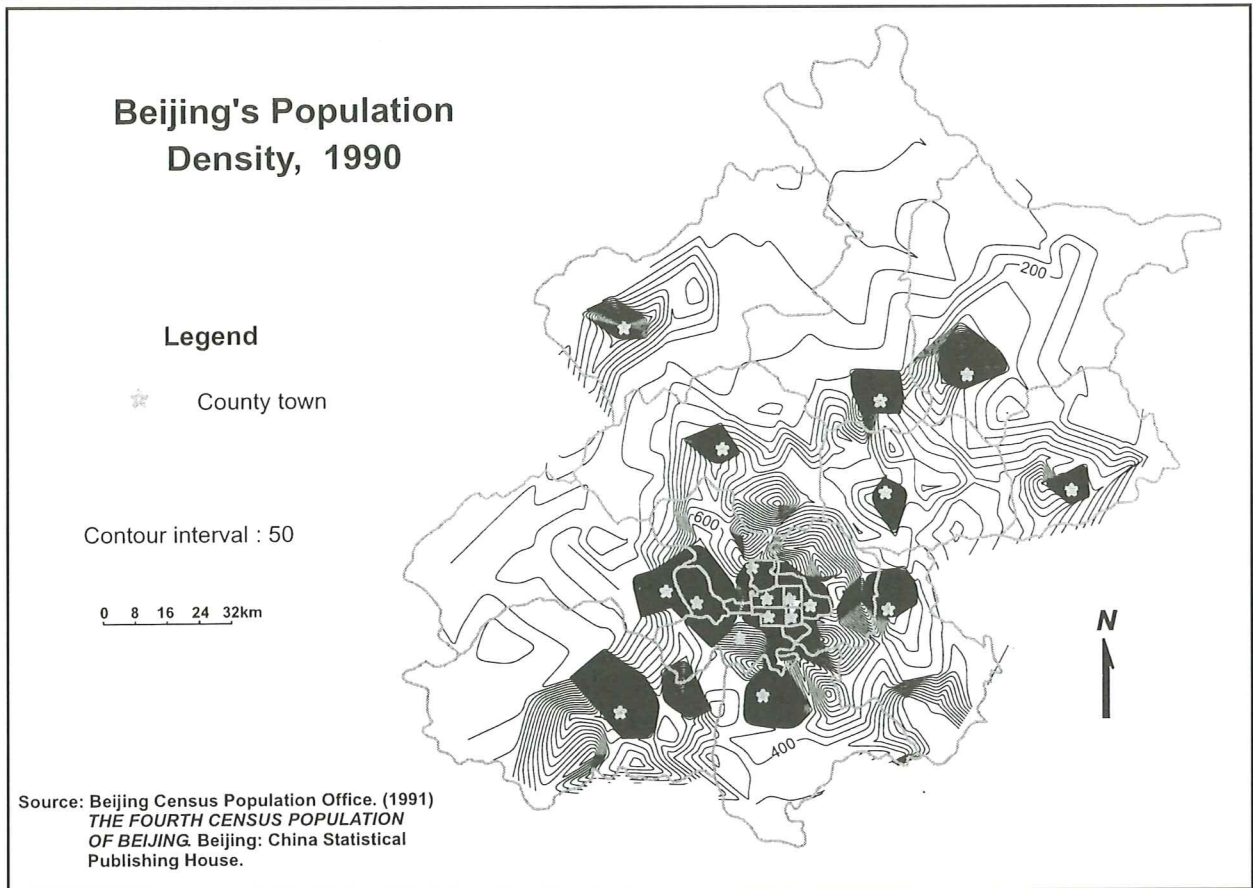 Beijing's Population
Density, 1990
200
Legend
County town
600
Contour interval : 50
0 8 16 24 32km
N
400
Source: Beijing Census Population Office. (1991)
THE FOURTH CENSUS POPULATION
OF BEIJING. Beijing: China Statistical
Publishing House.